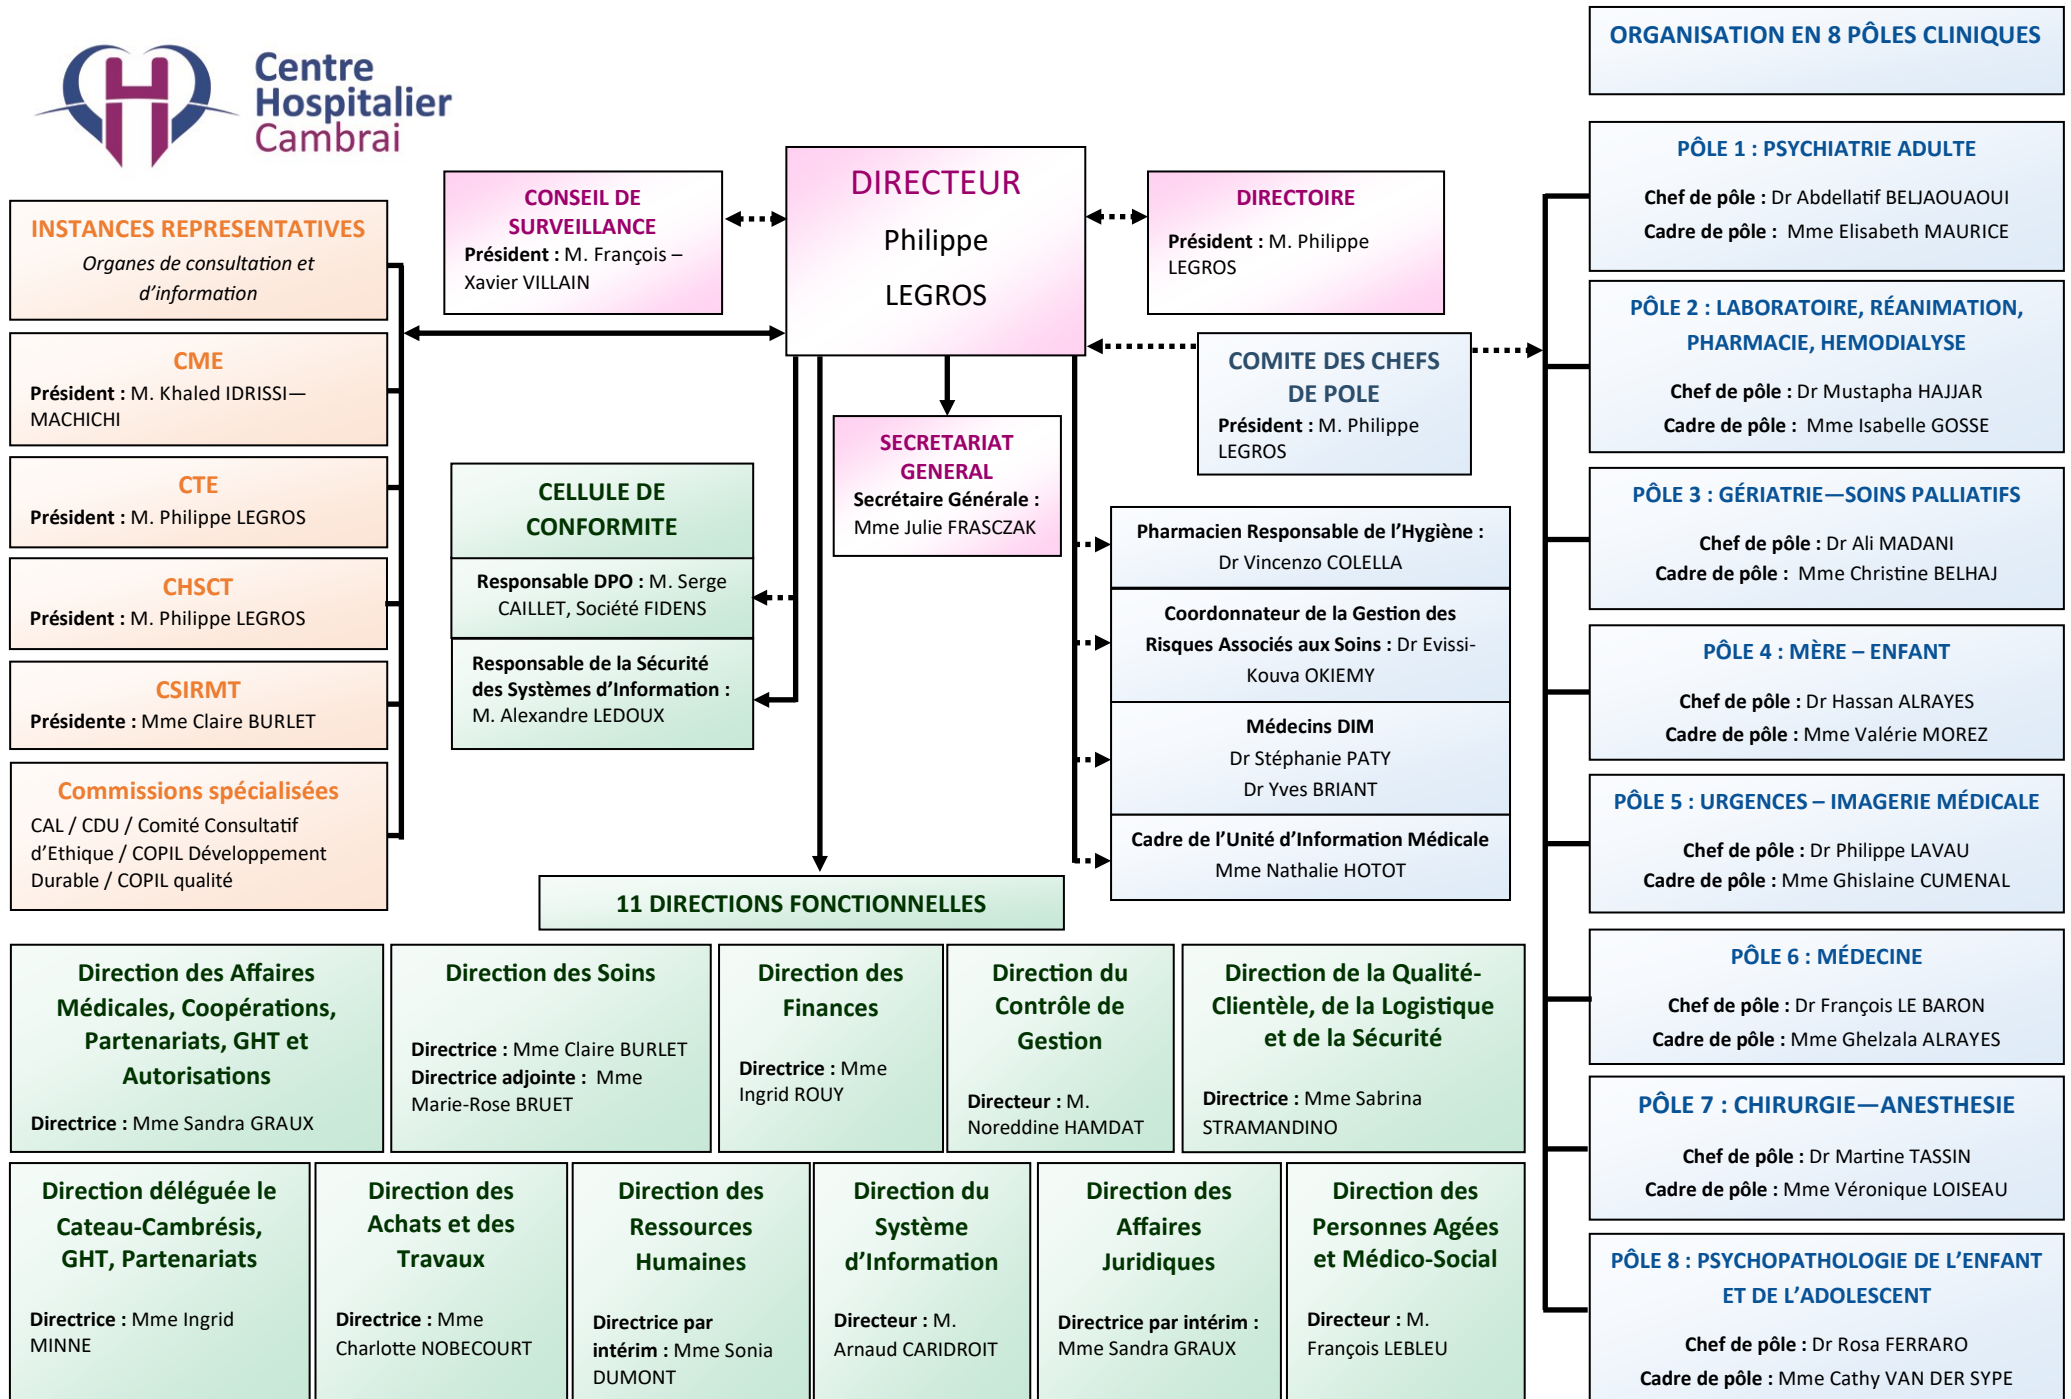 Centre
Hospitalier
Cambrai
INSTANCES REPRESENTATIVES
Organes de consultation et
d’information
CME
Président : M. Khaled IDRISSI—
MACHICHI
CTE
Président : M. Philippe LEGROS
CHSCT
Président : M. Philippe LEGROS
CSIRMT
Présidente : Mme Claire BURLET
Commissions spécialisées
CAL / CDU / Comité Consultatif
d’Ethique / COPIL Développement
Durable / COPIL qualité
CONSEIL DE
SURVEILLANCE
Président : M. François –
Xavier VILLAIN
DIRECTEUR
Philippe
LEGROS
DIRECTOIRE
Président : M. Philippe
LEGROS
COMITE DES CHEFS
DE POLE
Président : M. Philippe
LEGROS
SECRETARIAT
GENERAL
Secrétaire Générale :
Mme Julie FRASCZAK
CELLULE DE
CONFORMITE
Responsable DPO : M. Serge
CAILLET, Société FIDENS
Responsable de la Sécurité
des Systèmes d’Information :
M. Alexandre LEDOUX
Pharmacien Responsable de l’Hygiène :
Dr Vincenzo COLELLA
Coordonnateur de la Gestion des
Risques Associés aux Soins : Dr Evissi-
Kouva OKIEMY
Médecins DIM
Dr Stéphanie PATY
Dr Yves BRIANT
Cadre de l’Unité d’Information Médicale
Mme Nathalie HOTOT
11 DIRECTIONS FONCTIONNELLES
Direction des Affaires
Médicales, Coopérations,
Partenariats, GHT et
Autorisations
Directrice : Mme Sandra GRAUX
Direction des Soins
Directrice : Mme Claire BURLET
Directrice adjointe : Mme
Marie-Rose BRUET
Direction des
Finances
Directrice : Mme
Ingrid ROUY
Direction du
Contrôle de
Gestion
Directeur : M.
Noreddine HAMDAT
Direction de la Qualité-
Clientèle, de la Logistique
et de la Sécurité
Directrice : Mme Sabrina
STRAMANDINO
Direction déléguée le
Cateau-Cambrésis,
GHT, Partenariats
Directrice : Mme Ingrid
MINNE
Direction des
Achats et des
Travaux
Directrice : Mme
Charlotte NOBECOURT
Direction des
Ressources
Humaines
Directrice par
intérim : Mme Sonia
DUMONT
Direction du
Système
d’Information
Directeur : M.
Arnaud CARIDROIT
Direction des
Affaires
Juridiques
Directrice par intérim :
Mme Sandra GRAUX
Direction des
Personnes Agées
et Médico-Social
Directeur : M.
François LEBLEU
ORGANISATION EN 8 PÔLES CLINIQUES
PÔLE 1 : PSYCHIATRIE ADULTE
Chef de pôle : Dr Abdellatif BELJAOUAOUI
Cadre de pôle : Mme Elisabeth MAURICE
PÔLE 2 : LABORATOIRE, RÉANIMATION,
PHARMACIE, HEMODIALYSE
Chef de pôle : Dr Mustapha HAJJAR
Cadre de pôle : Mme Isabelle GOSSE
PÔLE 3 : GÉRIATRIE—SOINS PALLIATIFS
Chef de pôle : Dr Ali MADANI
Cadre de pôle : Mme Christine BELHAJ
PÔLE 4 : MÈRE – ENFANT
Chef de pôle : Dr Hassan ALRAYES
Cadre de pôle : Mme Valérie MOREZ
PÔLE 5 : URGENCES – IMAGERIE MÉDICALE
Chef de pôle : Dr Philippe LAVAU
Cadre de pôle : Mme Ghislaine CUMENAL
PÔLE 6 : MÉDECINE
Chef de pôle : Dr François LE BARON
Cadre de pôle : Mme Ghelzala ALRAYES
PÔLE 7 : CHIRURGIE—ANESTHESIE
Chef de pôle : Dr Martine TASSIN
Cadre de pôle : Mme Véronique LOISEAU
PÔLE 8 : PSYCHOPATHOLOGIE DE L’ENFANT
ET DE L’ADOLESCENT
Chef de pôle : Dr Rosa FERRARO
Cadre de pôle : Mme Cathy VAN DER SYPE